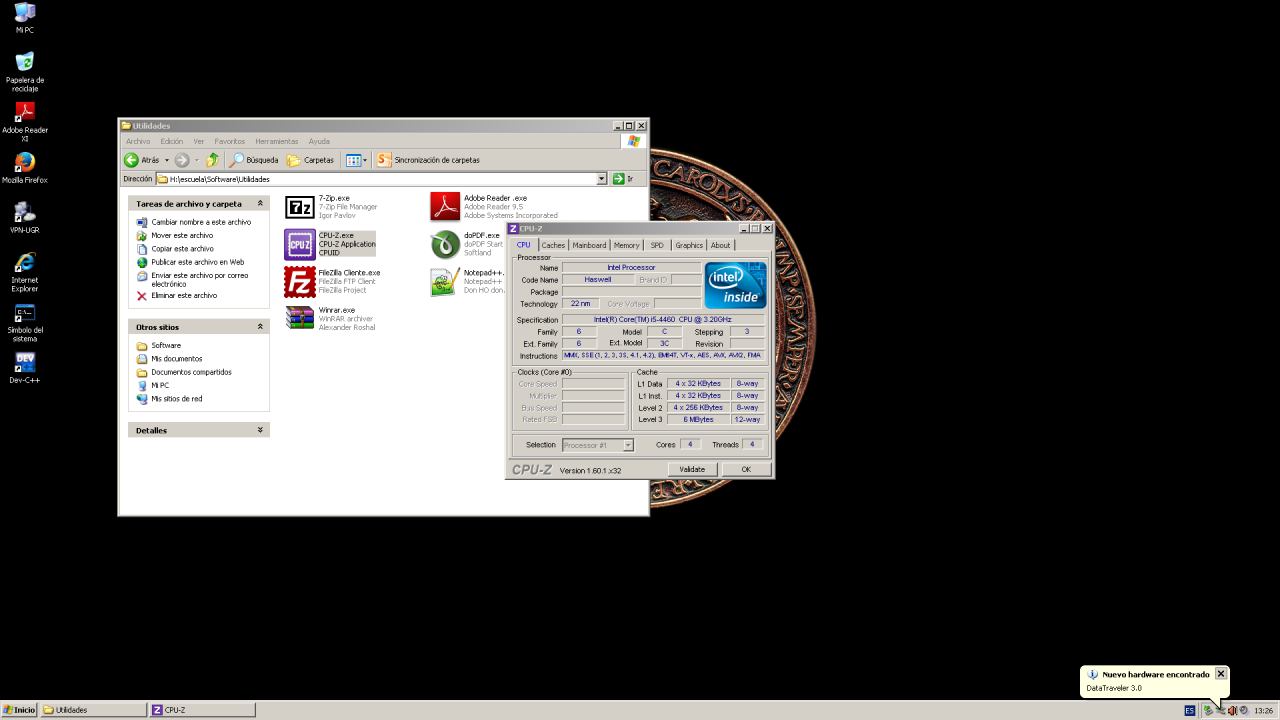 Mi PC
Papelera de
reciclaje
Adobe Reader
XI
Mozilla Firefox
VPN-UGR
Internet
Explorer
Símbolo del
sistema
DEV
Dev-C++
Utilidades
Archivo Edición Ver Favoritos Herramientas Ayuda
Atrás Búsqueda Carpetas Sincronización de carpetas
Dirección H:\escuela\Software\Utilidades Ir
Tareas de archivo y carpeta
Cambiar nombre a este archivo
Mover este archivo
Copiar este archivo
Publicar este archivo en Web
Enviar este archivo por correo
electrónico
Eliminar este archivo
Otros sitios
Software
Mis documentos
Documentos compartidos
Mi PC
Mis sitios de red
Detalles
7z
7-Zip.exe
7-Zip File Manager
Igor Pavlov
Adobe Reader .exe
Adobe Reader 9.5
Adobe Systems Incorporated
CPU-Z
CPU-Z.exe
CPU-Z Application
CPUID
doPDF.exe
doPDF Start
Softland
Fz
FileZilla Cliente.exe
FileZilla FTP Client
FileZilla Project
Notepad++.
Notepad++
Don HO don.
Winrar.exe
WinRAR archiver
Alexander Roshal
CPU-Z
CPU Caches Mainboard Memory SPD Graphics About
Processor
Name Intel Processor
Code Name Haswell Brand ID
Package
Technology 22 nm Core Voltage
intel
inside
Specification Intel(R) Core(TM) i5-4460 CPU @ 3.20GHz
Family 6 Model C Stepping 3
Ext. Family 6 Ext. Model 3C Revision
Instructions MMX, SSE (1, 2, 3, 3S, 4.1, 4.2), EM64T, VT-x, AES, AVX, AVX2, FMA
Clocks (Core #0)
Core Speed
Multiplier
Bus Speed
Rated FSB
Cache
L1 Data 4 x 32 KBytes 8-way
L1 Inst. 4 x 32 KBytes 8-way
Level 2 4 x 256 KBytes 8-way
Level 3 6 MBytes 12-way
Selection Processor #1 Cores 4 Threads 4
CPU-Z Version 1.60.1.x32 Validate OK
Nuevo hardware encontrado
DataTraveler 3.0
Inicio Utilidades CPU-Z ES 13:26